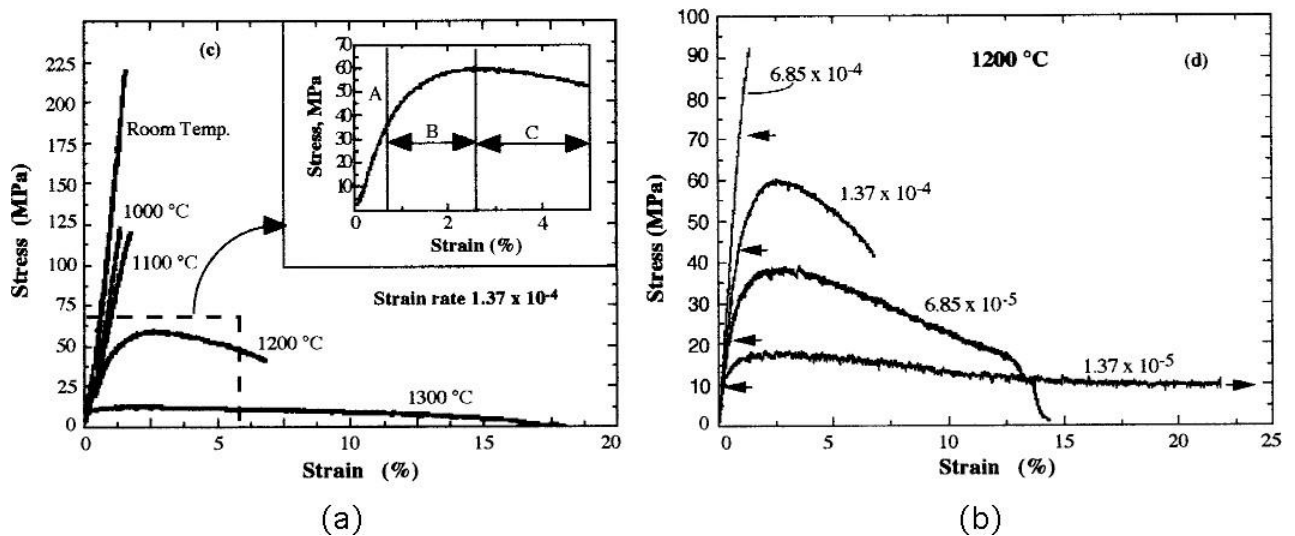 (c)
225
200
175
150
125
100
75
50
25
0
Stress (MPa)
Room Temp.
1000 °C
1100 °C
1200 °C
1300 °C
Strain rate 1.37 x 10-4
0
5
10
15
20
Strain (%)
70
60
50
40
30
20
10
Stress, MPa
A
B
C
0
2
4
Strain (%)
(a)
100
90
80
70
60
50
40
30
20
10
0
Stress (MPa)
1200 °C
(d)
6.85 x 10-4
1.37 x 10-4
6.85 x 10-5
1.37 x 10-5
0
5
10
15
20
25
Strain (%)
(b)